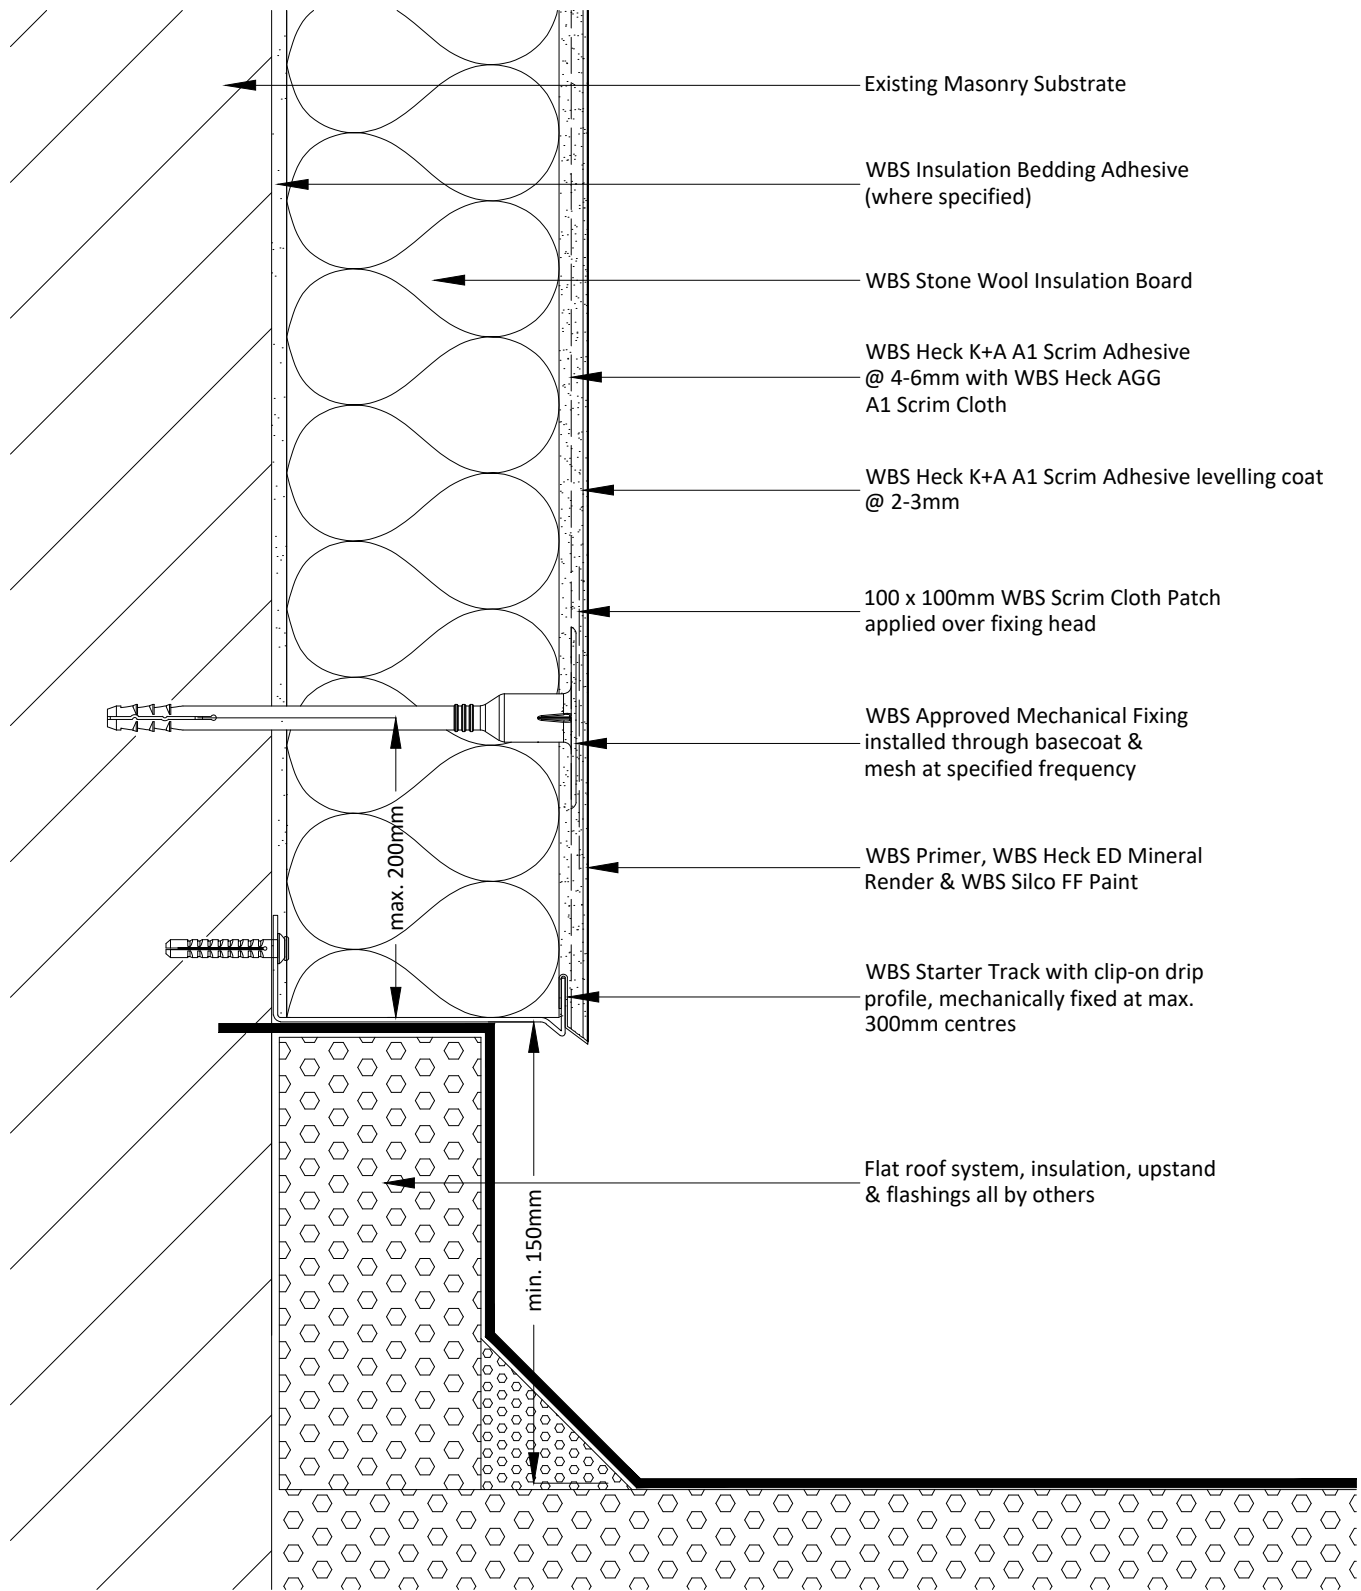 Existing Masonry Substrate
WBS Insulation Bedding Adhesive
(where specified)
WBS Stone Wool Insulation Board
WBS Heck K+A A1 Scrim Adhesive
@ 4-6mm with WBS Heck AGG
A1 Scrim Cloth
WBS Heck K+A A1 Scrim Adhesive levelling coat
@ 2-3mm
100 x 100mm WBS Scrim Cloth Patch
applied over fixing head
WBS Approved Mechanical Fixing
installed through basecoat &
mesh at specified frequency
max. 200mm
WBS Primer, WBS Heck ED Mineral
Render & WBS Silco FF Paint
WBS Starter Track with clip-on drip
profile, mechanically fixed at max.
300mm centres
Flat roof system, insulation, upstand
& flashings all by others
min. 150mm